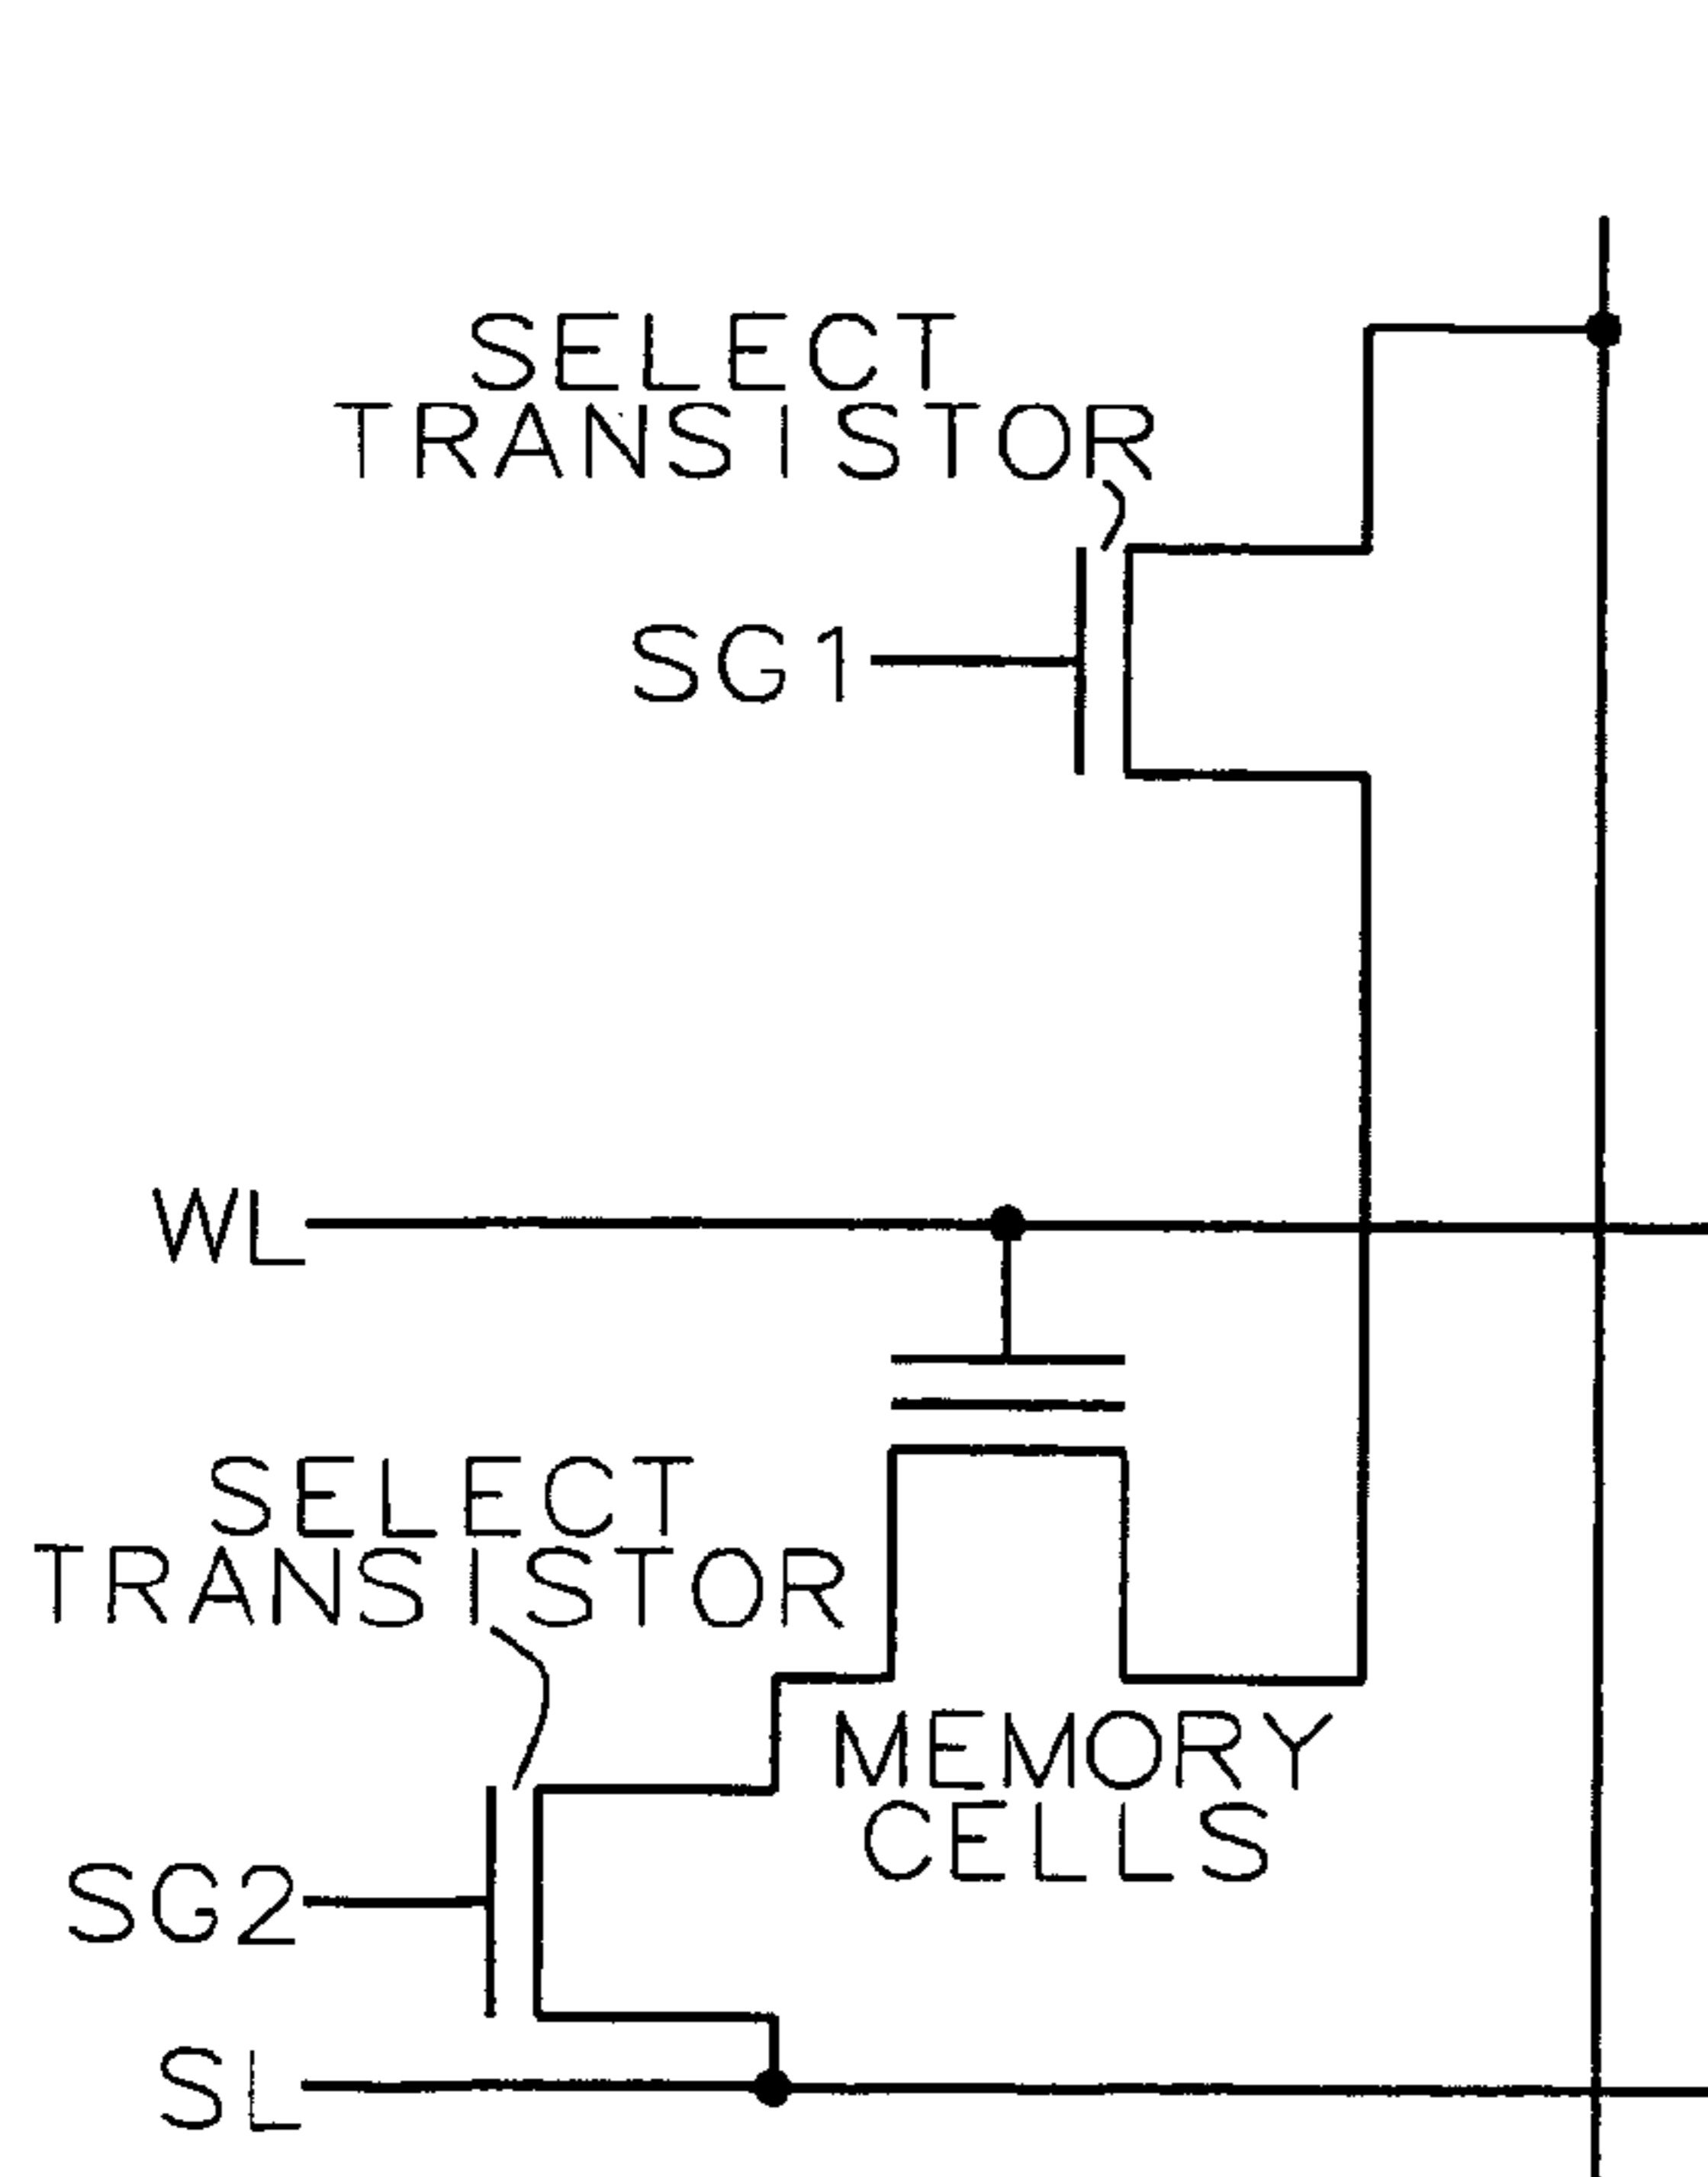 SELECT
TRANSISTOR
SG1
WL
SELECT
TRANSISTOR
MEMORY
CELLS
SG2
SL